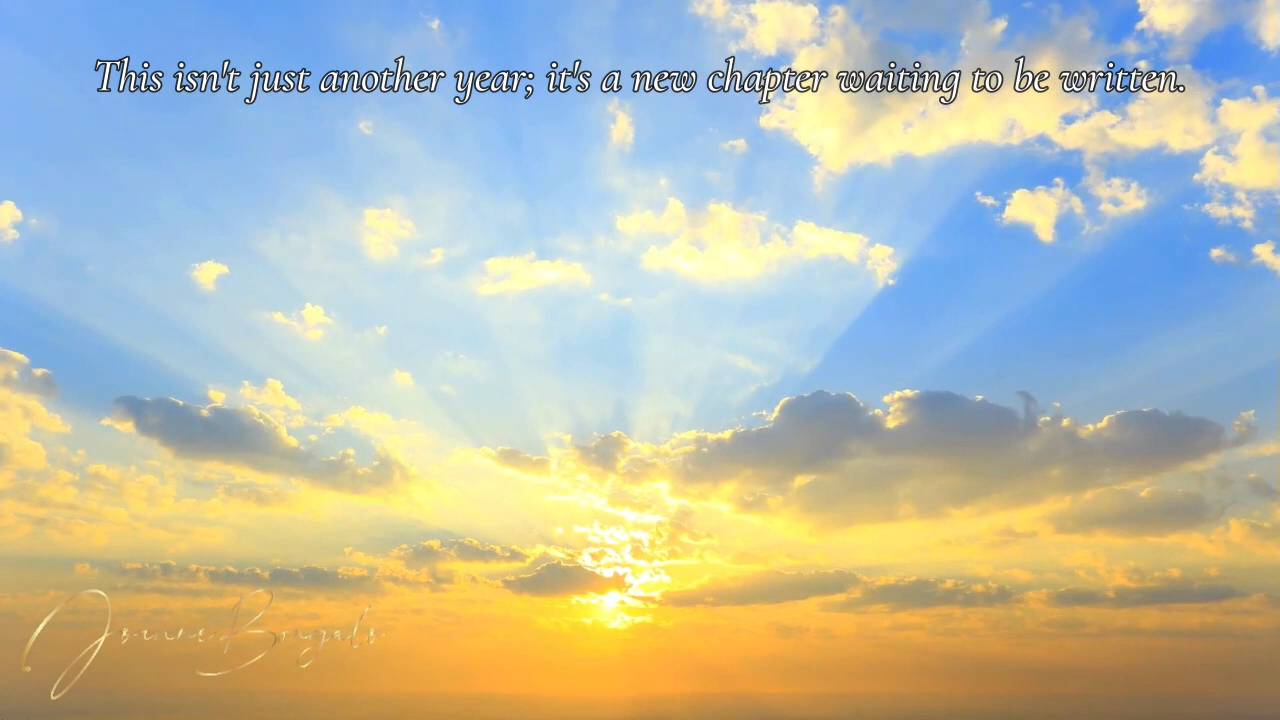 This isn't just another year; it's a new chapter waiting to be written.